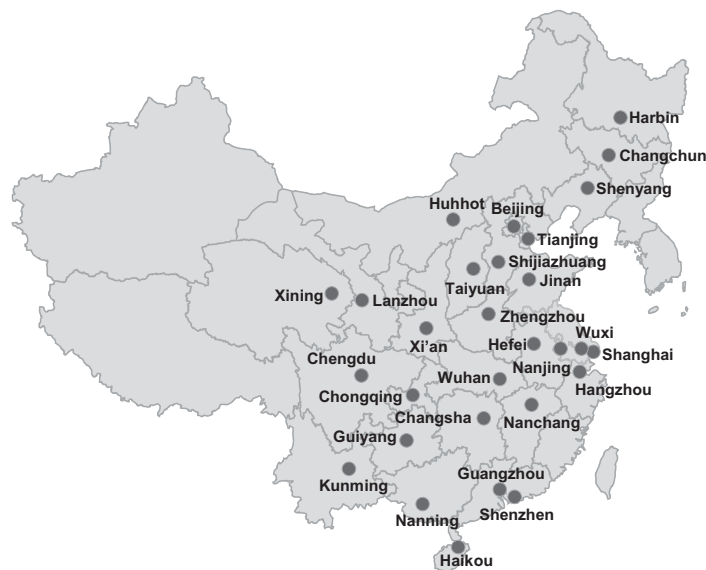 Harbin
Changchun
Shenyang
Huhhot
Beijing
Tianjing
Shijiazhuang
Taiyuan
Jinan
Xining
Lanzhou
Zhengzhou
Xi’an
Wuxi
Hefei
Shanghai
Chengdu
Nanjing
Wuhan
Hangzhou
Chongqing
Changsha
Nanchang
Guiyang
Guangzhou
Kunming
Shenzhen
Nanning
Haikou